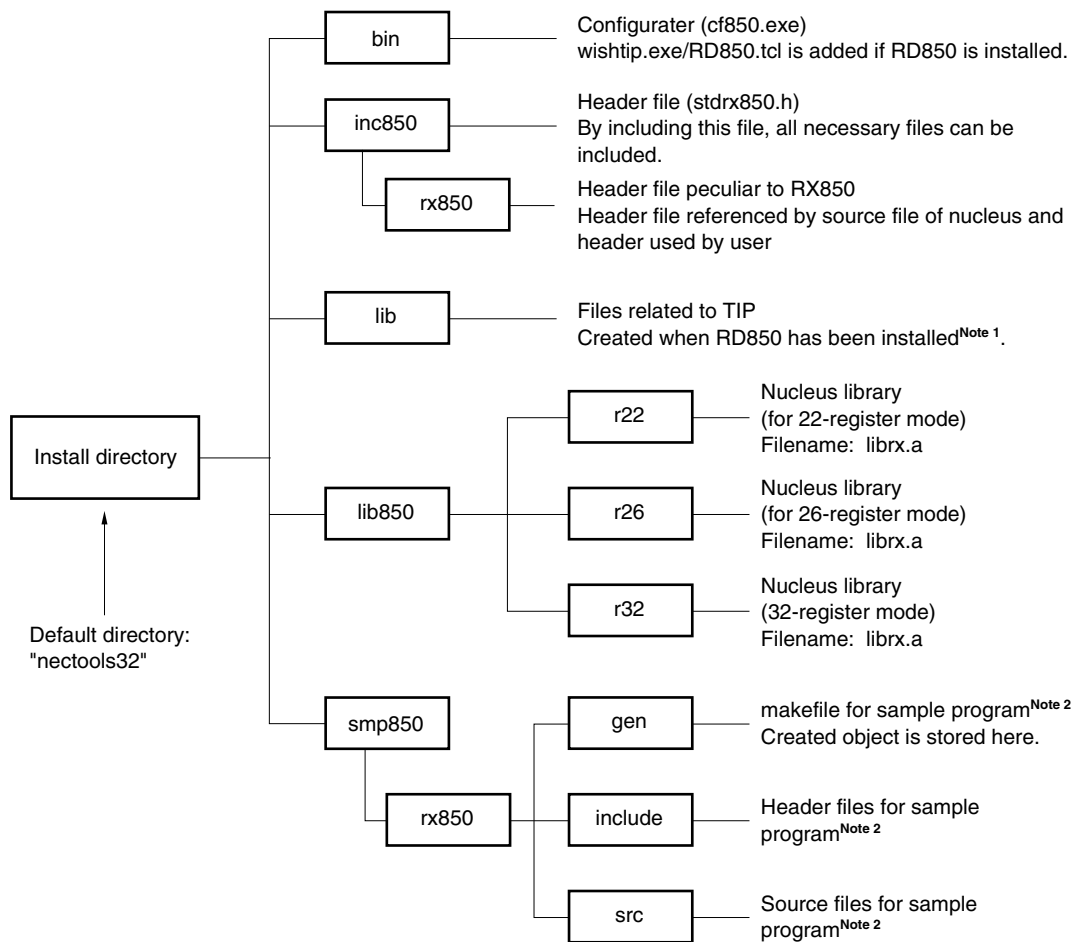 bin
Configurater (cf850.exe)
wishtip.exe/RD850.tcl is added if RD850 is installed.
inc850
Header file (stdrx850.h)
By including this file, all necessary files can be
included.
rx850
Header file peculiar to RX850
Header file referenced by source file of nucleus and
header used by user
lib
Files related to TIP
Created when RD850 has been installedNote 1.
Install directory
Default directory:
"nectools32"
lib850
r22
Nucleus library
(for 22-register mode)
Filename: librx.a
r26
Nucleus library
(for 26-register mode)
Filename: librx.a
r32
Nucleus library
(32-register mode)
Filename: librx.a
smp850
rx850
gen
makefile for sample programNote 2
Created object is stored here.
include
Header files for sample
programNote 2
src
Source files for sample
programNote 2